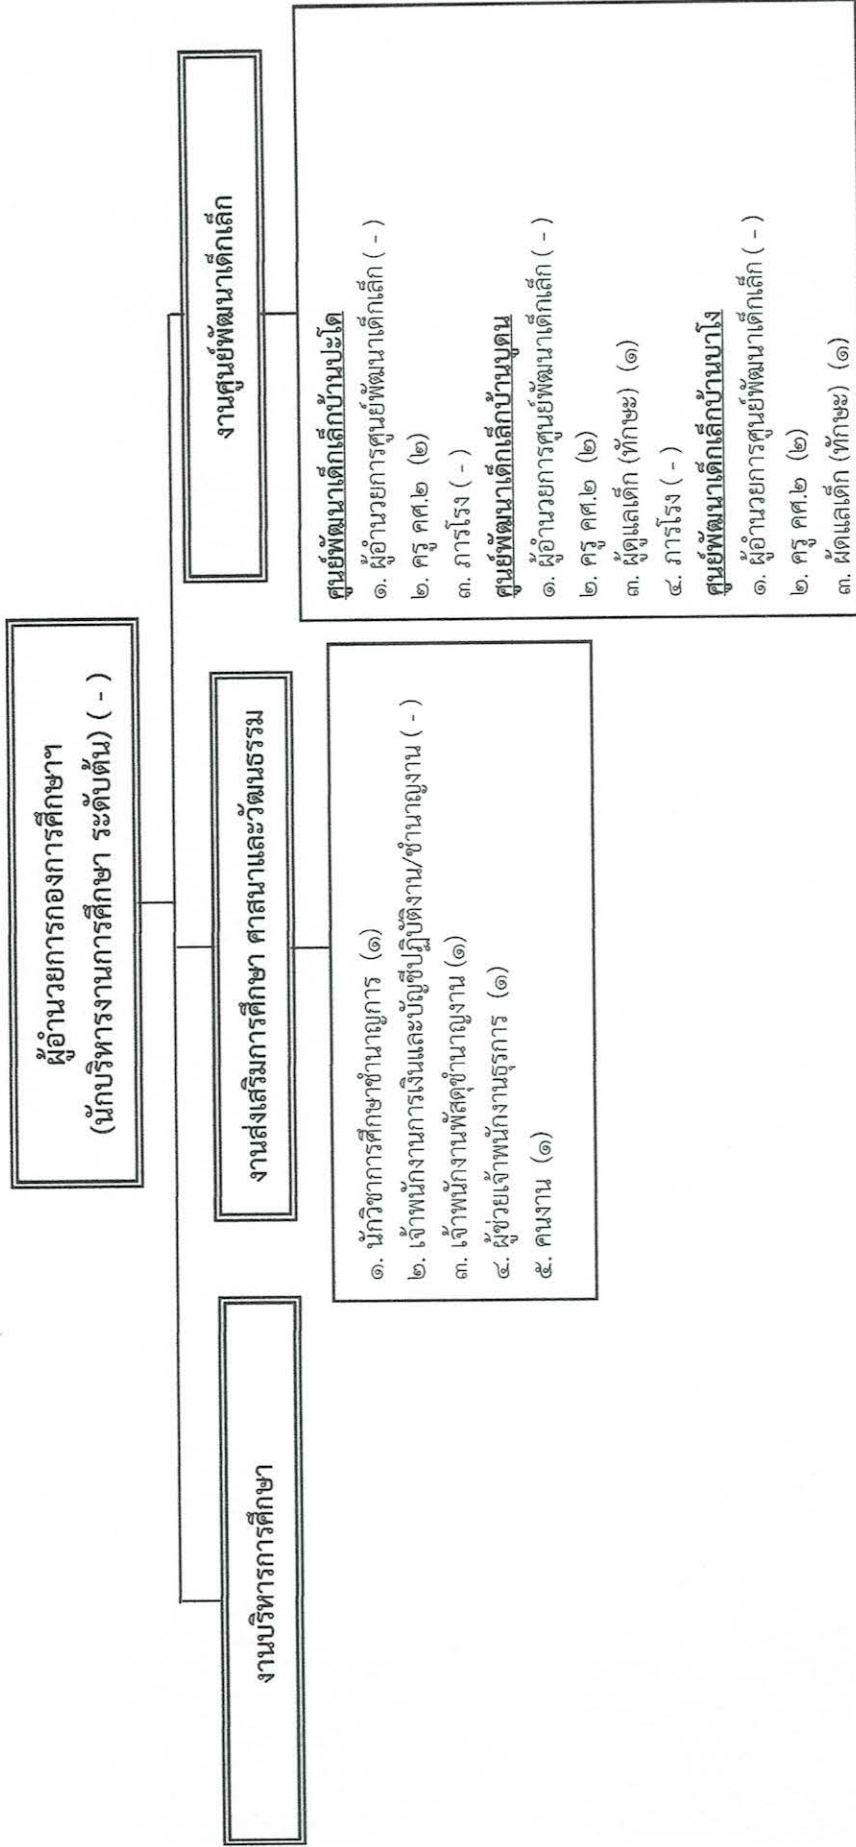 ผู้อำนวยการกองการศึกษาฯ
(นักบริหารงานการศึกษา ระดับต้น) ( - )
งานบริหารการศึกษา
งานส่งเสริมการศึกษา ศาสนาและวัฒนธรรม
๑. นักวิชาการศึกษาชำนาญการ (๑)
๒. เจ้าพนักงานการเงินและบัญชีปฏิบัติงาน/ชำนาญงาน ( - )
๓. เจ้าพนักงานพัสดุชำนาญงาน (๑)
๔. ผู้ช่วยเจ้าพนักงานธุรการ (๑)
๕. คนงาน (๑)
งานศูนย์พัฒนาเด็กเล็ก
ศูนย์พัฒนาเด็กเล็กบ้านปะโด
๑. ผู้อำนวยการศูนย์พัฒนาเด็กเล็ก ( - )
๒. ครู คศ.๒ (๒)
๓. ภารโรง ( - )
ศูนย์พัฒนาเด็กเล็กบ้านบูดน
๑. ผู้อำนวยการศูนย์พัฒนาเด็กเล็ก ( - )
๒. ครู คศ.๒ (๒)
๓. ผู้ดูแลเด็ก (ทักษะ) (๑)
๔. ภารโรง ( - )
ศูนย์พัฒนาเด็กเล็กบ้านบาโง
๑. ผู้อำนวยการศูนย์พัฒนาเด็กเล็ก ( - )
๒. ครู คศ.๒ (๒)
๓. ผู้ดูแลเด็ก (ทักษะ) (๑)